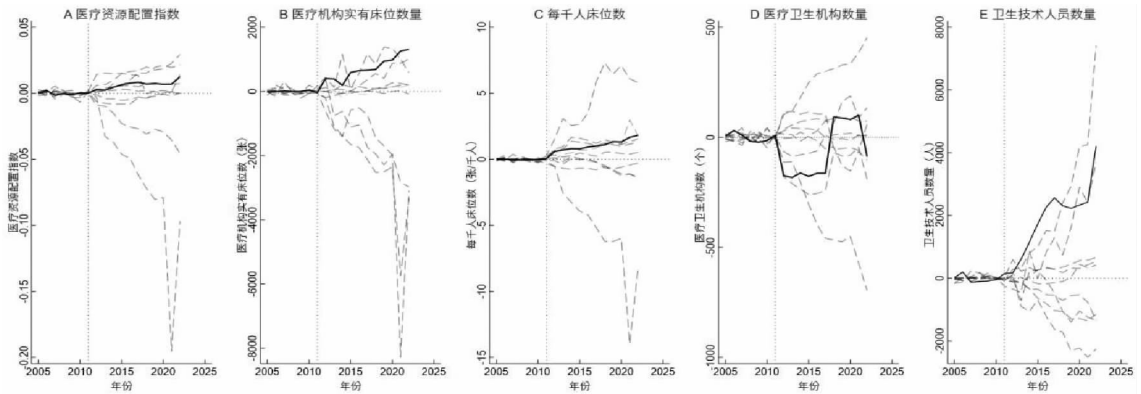 A 医疗资源配置指数
医疗资源配置指数
0.05
0.00
-0.05
-0.10
-0.15
-0.20
2005 2010 2015 2020 2025
年份
B 医疗机构实有床位数量
医疗机构实有床位数（张）
2000
0
-2000
-4000
-6000
-8000
2005 2010 2015 2020 2025
年份
C 每千人床位数
每千人床位数（张/千人）
10
5
0
-5
-10
-15
2005 2010 2015 2020 2025
年份
D 医疗卫生机构数量
医疗卫生机构数（个）
500
0
-500
-1000
2005 2010 2015 2020 2025
年份
E 卫生技术人员数量
卫生技术人员数量（人）
8000
6000
4000
2000
0
-2000
2005 2010 2015 2020 2025
年份